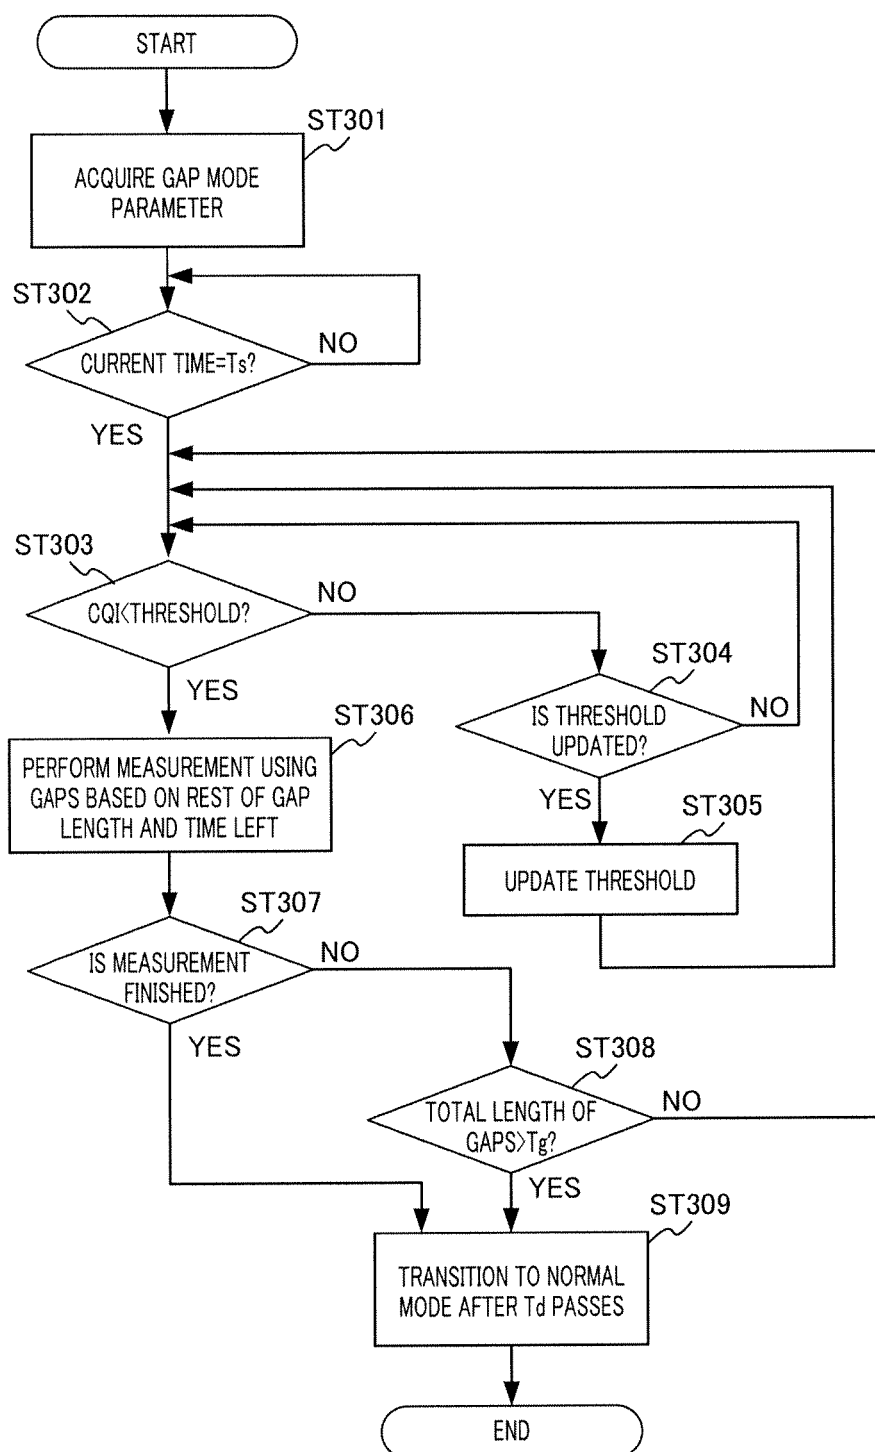 START
ST301
ACQUIRE GAP MODE
PARAMETER
ST302
CURRENT TIME=Ts?
NO
YES
ST303
CQI<THRESHOLD?
NO
YES
ST304
IS THRESHOLD
UPDATED?
NO
YES
ST305
UPDATE THRESHOLD
ST306
PERFORM MEASUREMENT USING
GAPS BASED ON REST OF GAP
LENGTH AND TIME LEFT
ST307
IS MEASUREMENT
FINISHED?
NO
YES
ST308
TOTAL LENGTH OF
GAPS>Tg?
NO
YES
ST309
TRANSITION TO NORMAL
MODE AFTER Td PASSES
END